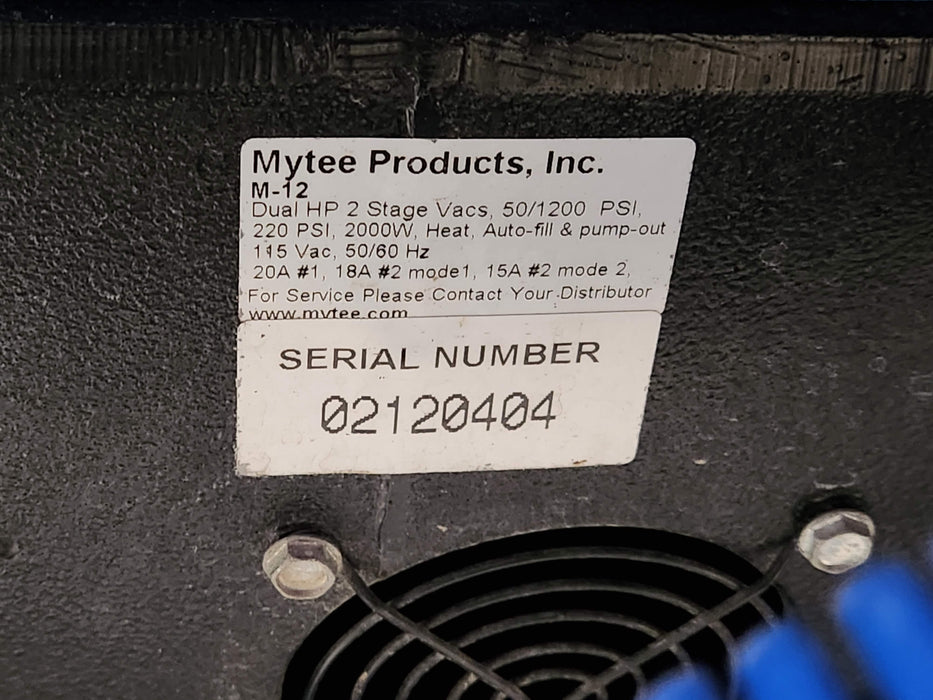 Mytee Products, Inc.
M-12
Dual HP 2 Stage Vacs, 50/1200 PSI,
220 PSI, 2000W, Heat, Auto-fill & pump-out
115 Vac, 50/60 Hz
20A #1, 18A #2 mode1, 15A #2 mode 2,
For Service Please Contact Your Distributor
www.mytee.com
SERIAL NUMBER
02120404